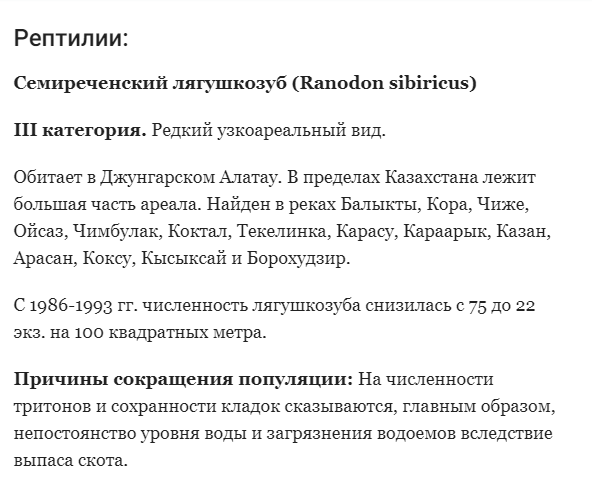 Рептилии:
Семиреченский лягушкозуб (Ranodon sibiricus)
III категория. Редкий узкоареальный вид.
Обитает в Джунгарском Алатау. В пределах Казахстана лежит
большая часть ареала. Найден в реках Балыкты, Кора, Чиже,
Ойсаз, Чимбулак, Коктал, Текелинка, Карасу, Караарык, Казан,
Арасан, Коксу, Кысыксай и Борохудзир.
С 1986-1993 гг. численность лягушкозуба снизилась с 75 до 22
экз. на 100 квадратных метра.
Причины сокращения популяции: На численности
тритонов и сохранности кладок сказываются, главным образом,
непостоянство уровня воды и загрязнения водоемов вследствие
выпаса скота.